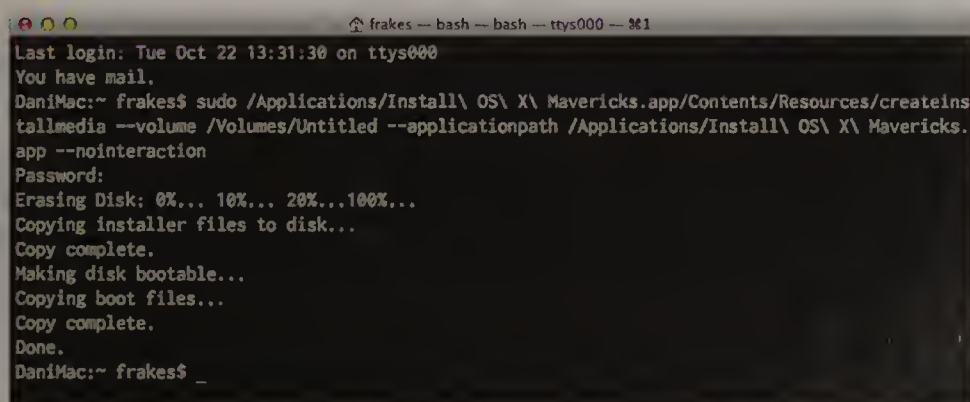 frakes — bash — bash — ttys000 — ⌘1
Last login: Tue Oct 22 13:31:30 on ttys000
You have mail.
DaniMac:~ frakes$ sudo /Applications/Install\ OS\ X\ Mavericks.app/Contents/Resources/createins
tallmedia --volume /Volumes/Untitled --applicationpath /Applications/Install\ OS\ X\ Mavericks.
app --nointeraction
Password:
Erasing Disk: 0%... 10%... 20%...100%...
Copying installer files to disk...
Copy complete.
Making disk bootable...
Copying boot files...
Copy complete.
Done.
DaniMac:~ frakes$ _